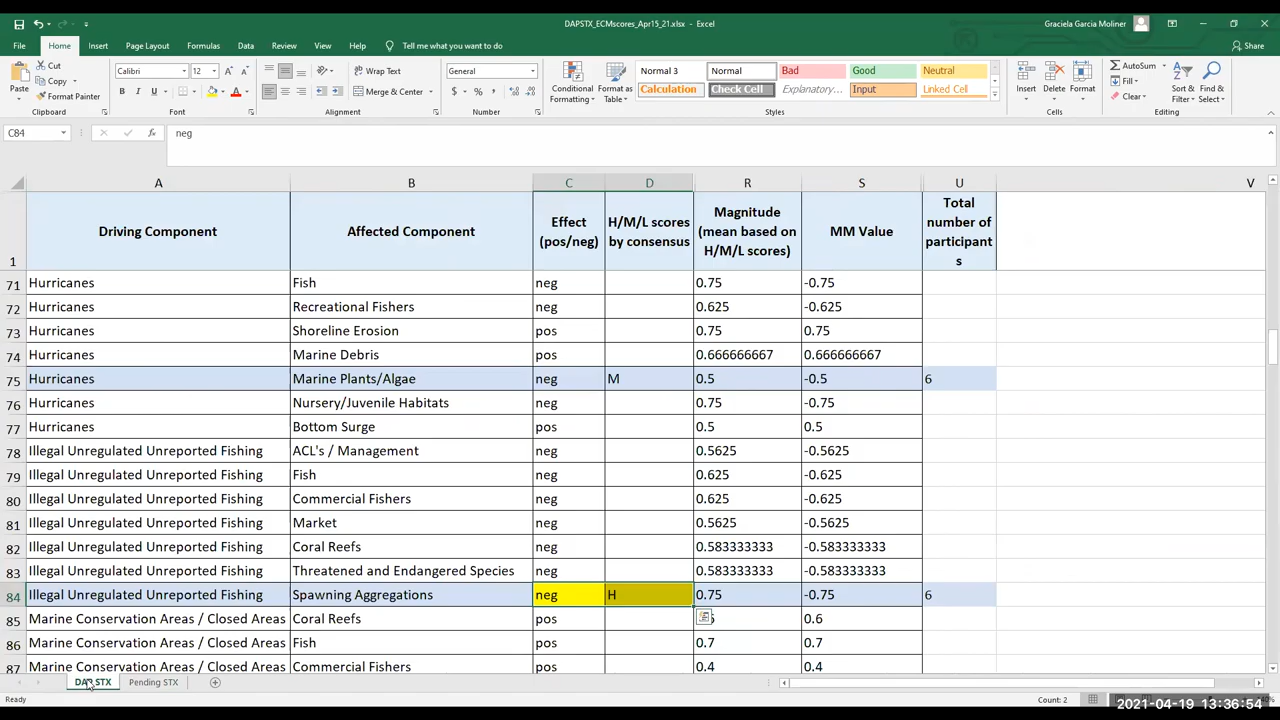 DAPSTX_ECMscores_Apr15_21.xlsx - Excel
Graciela Garcia Moliner
File Home Insert Page Layout Formulas Data Review View Help Tell me what you want to do Share
Paste Cut Copy Format Painter
Calibri 12
Wrap Text
Merge & Center
General
Conditional Formatting Format as Table
Normal 3 Normal Bad Good Neutral
Calculation Check Cell Explanatory... Input Linked Cell
Insert Delete Format
AutoSum Fill Clear
Sort & Filter Find & Select
Clipboard Font Alignment Number Styles Cells Editing
C84 neg
A B C D R S U V
1 Driving Component Affected Component Effect (pos/neg) H/M/L scores by consensus Magnitude (mean based on H/M/L scores) MM Value Total number of participants
71 Hurricanes Fish neg 0.75 -0.75
72 Hurricanes Recreational Fishers neg 0.625 -0.625
73 Hurricanes Shoreline Erosion pos 0.75 0.75
74 Hurricanes Marine Debris pos 0.666666667 0.666666667
75 Hurricanes Marine Plants/Algae neg M 0.5 -0.5 6
76 Hurricanes Nursery/Juvenile Habitats neg 0.75 -0.75
77 Hurricanes Bottom Surge pos 0.5 0.5
78 Illegal Unregulated Unreported Fishing ACL's / Management neg 0.5625 -0.5625
79 Illegal Unregulated Unreported Fishing Fish neg 0.625 -0.625
80 Illegal Unregulated Unreported Fishing Commercial Fishers neg 0.625 -0.625
81 Illegal Unregulated Unreported Fishing Market neg 0.5625 -0.5625
82 Illegal Unregulated Unreported Fishing Coral Reefs neg 0.583333333 -0.583333333
83 Illegal Unregulated Unreported Fishing Threatened and Endangered Species neg 0.583333333 -0.583333333
84 Illegal Unregulated Unreported Fishing Spawning Aggregations neg H 0.75 -0.75 6
85 Marine Conservation Areas / Closed Areas Coral Reefs pos 0.6
86 Marine Conservation Areas / Closed Areas Fish pos 0.7 0.7
87 Marine Conservation Areas / Closed Areas Commercial Fishers pos 0.4 0.4
Pending STX
Ready Count: 2
2021-04-19 13:36:54